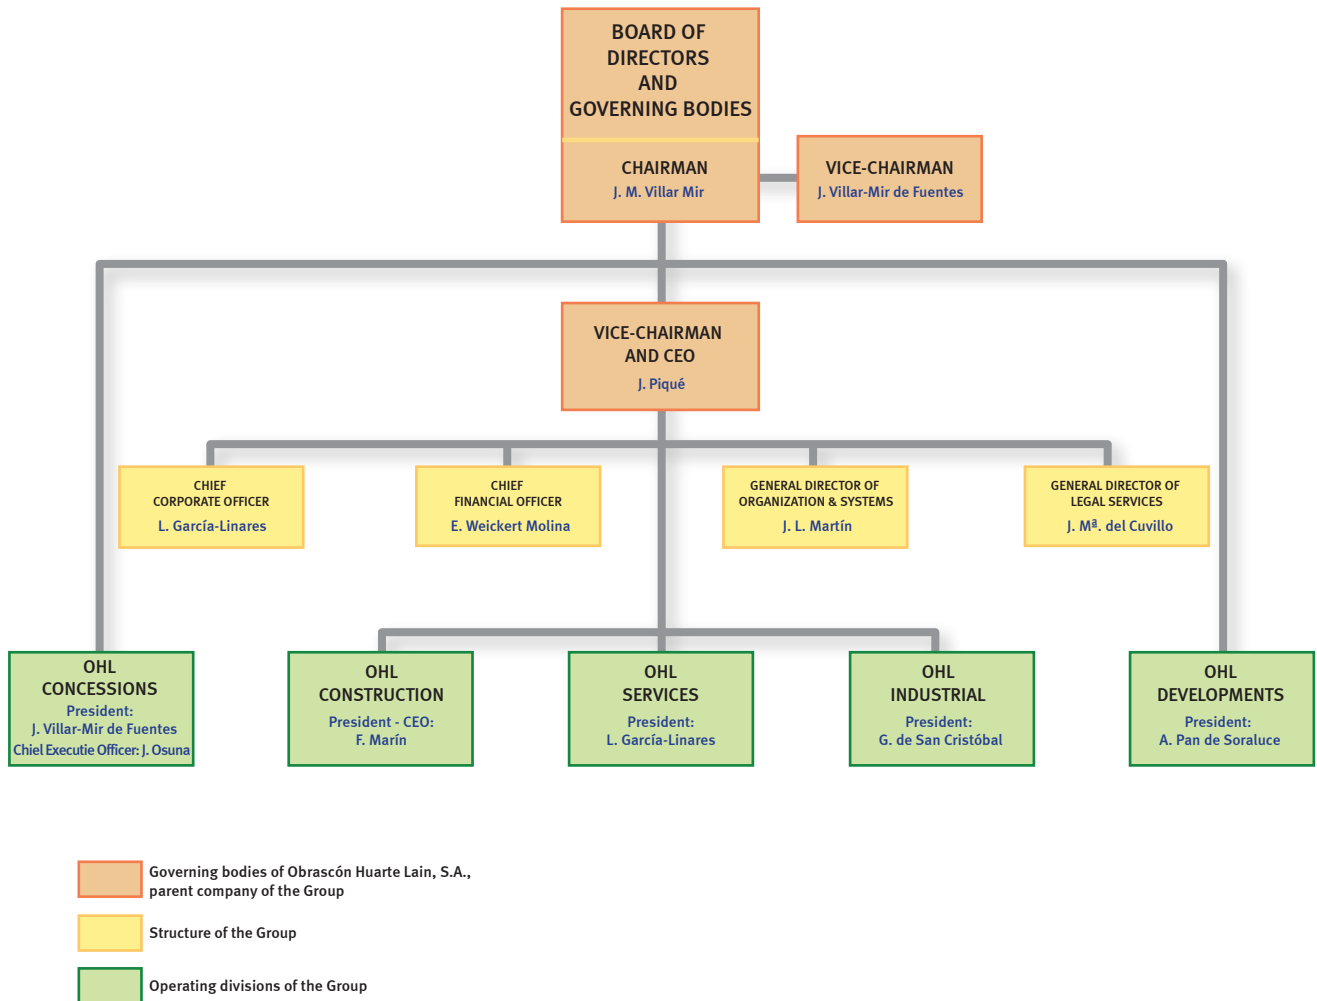 BOARD OF
DIRECTORS
AND
GOVERNING BODIES
CHAIRMAN
J. M. Villar Mir
VICE-CHAIRMAN
J. Villar-Mir de Fuentes
VICE-CHAIRMAN
AND CEO
J. Piqué
CHIEF
CORPORATE OFFICER
L. García-Linares
CHIEF
FINANCIAL OFFICER
E. Weickert Molina
GENERAL DIRECTOR OF
ORGANIZATION & SYSTEMS
J. L. Martín
GENERAL DIRECTOR OF
LEGAL SERVICES
J. Mª. del Cuvillo
OHL
CONCESSIONS
President:
J. Villar-Mir de Fuentes
Chiel Executie Officer: J. Osuna
OHL
CONSTRUCTION
President - CEO:
F. Marín
OHL
SERVICES
President:
L. García-Linares
OHL
INDUSTRIAL
President:
G. de San Cristóbal
OHL
DEVELOPMENTS
President:
A. Pan de Soraluce
Governing bodies of Obrascón Huarte Lain, S.A.,
parent company of the Group
Structure of the Group
Operating divisions of the Group